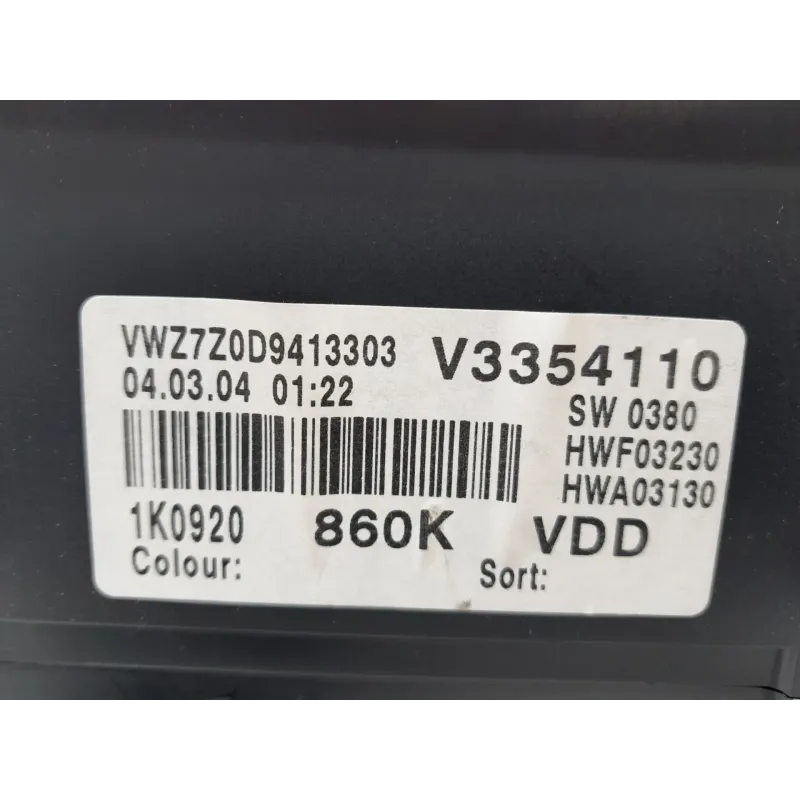 VWZ7Z0D9413303 V3354110
04.03.04 01:22 SW 0380
HWF03230
HWA03130
1K0920 860K VDD
Colour: Sort: